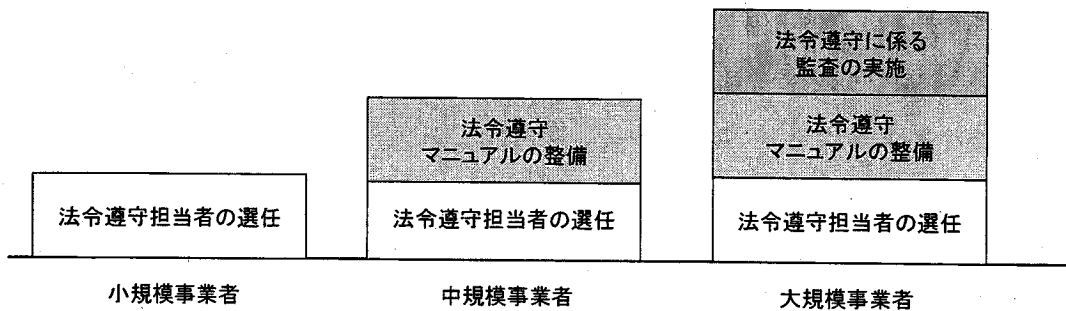 法令遵守に係る
監査の実施
法令遵守
マニュアルの整備
法令遵守
マニュアルの整備
法令遵守担当者の選任
法令遵守担当者の選任
法令遵守担当者の選任
小規模事業者
中規模事業者
大規模事業者